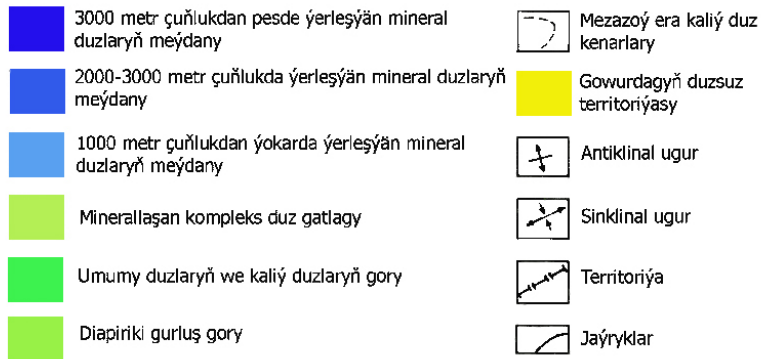 3000 metr çuňlukdan pesde ýerleşýän mineral
duzlaryň meýdany
2000-3000 metr çuňlukda ýerleşýän mineral duzlaryň
meýdany
1000 metr çuňlukdan ýokarda ýerleşýän mineral
duzlaryň meýdany
Minerallaşan kompleks duz gatlagy
Umumy duzlaryň we kaliý duzlaryň gory
Diapiriki gurluş gory
Mezazoý era kaliý duz
kenarlary
Gowurdagyň duzsuz
territoriýasy
Antiklinal ugur
Sinklinal ugur
Territoriýa
Jaýryklar